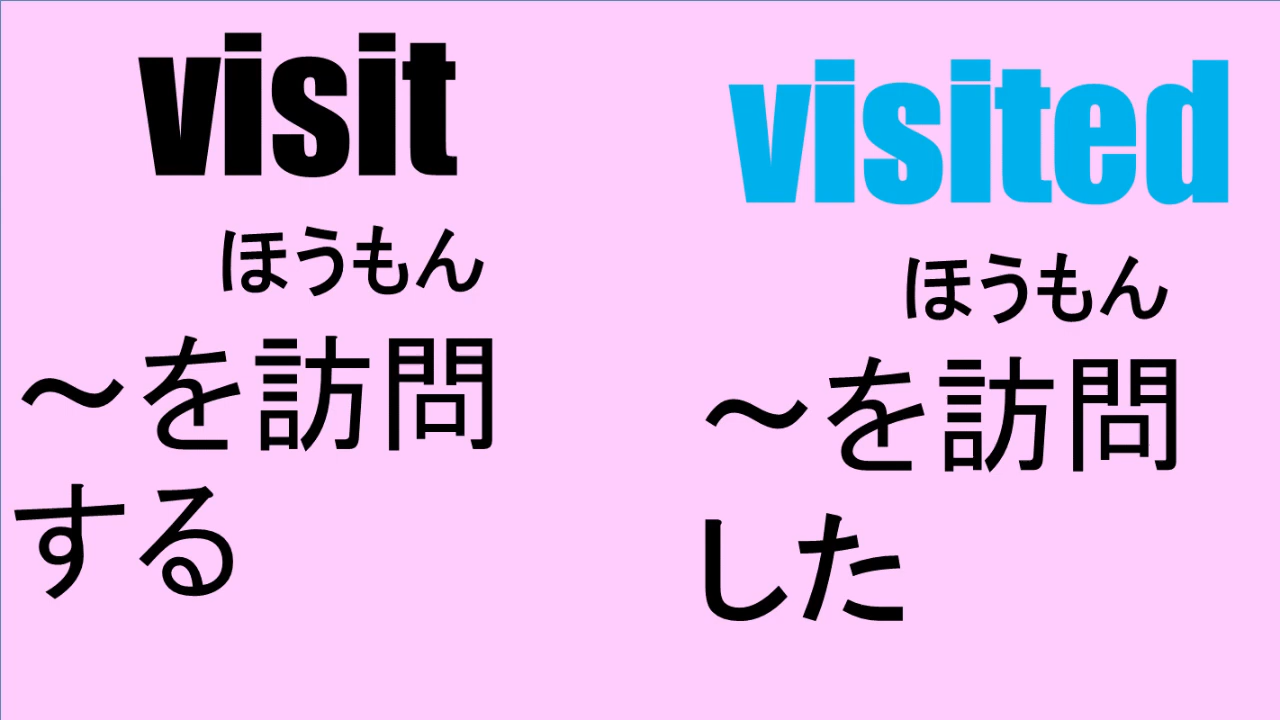 visit
ほうもん
～を訪問
する
visited
ほうもん
～を訪問
した